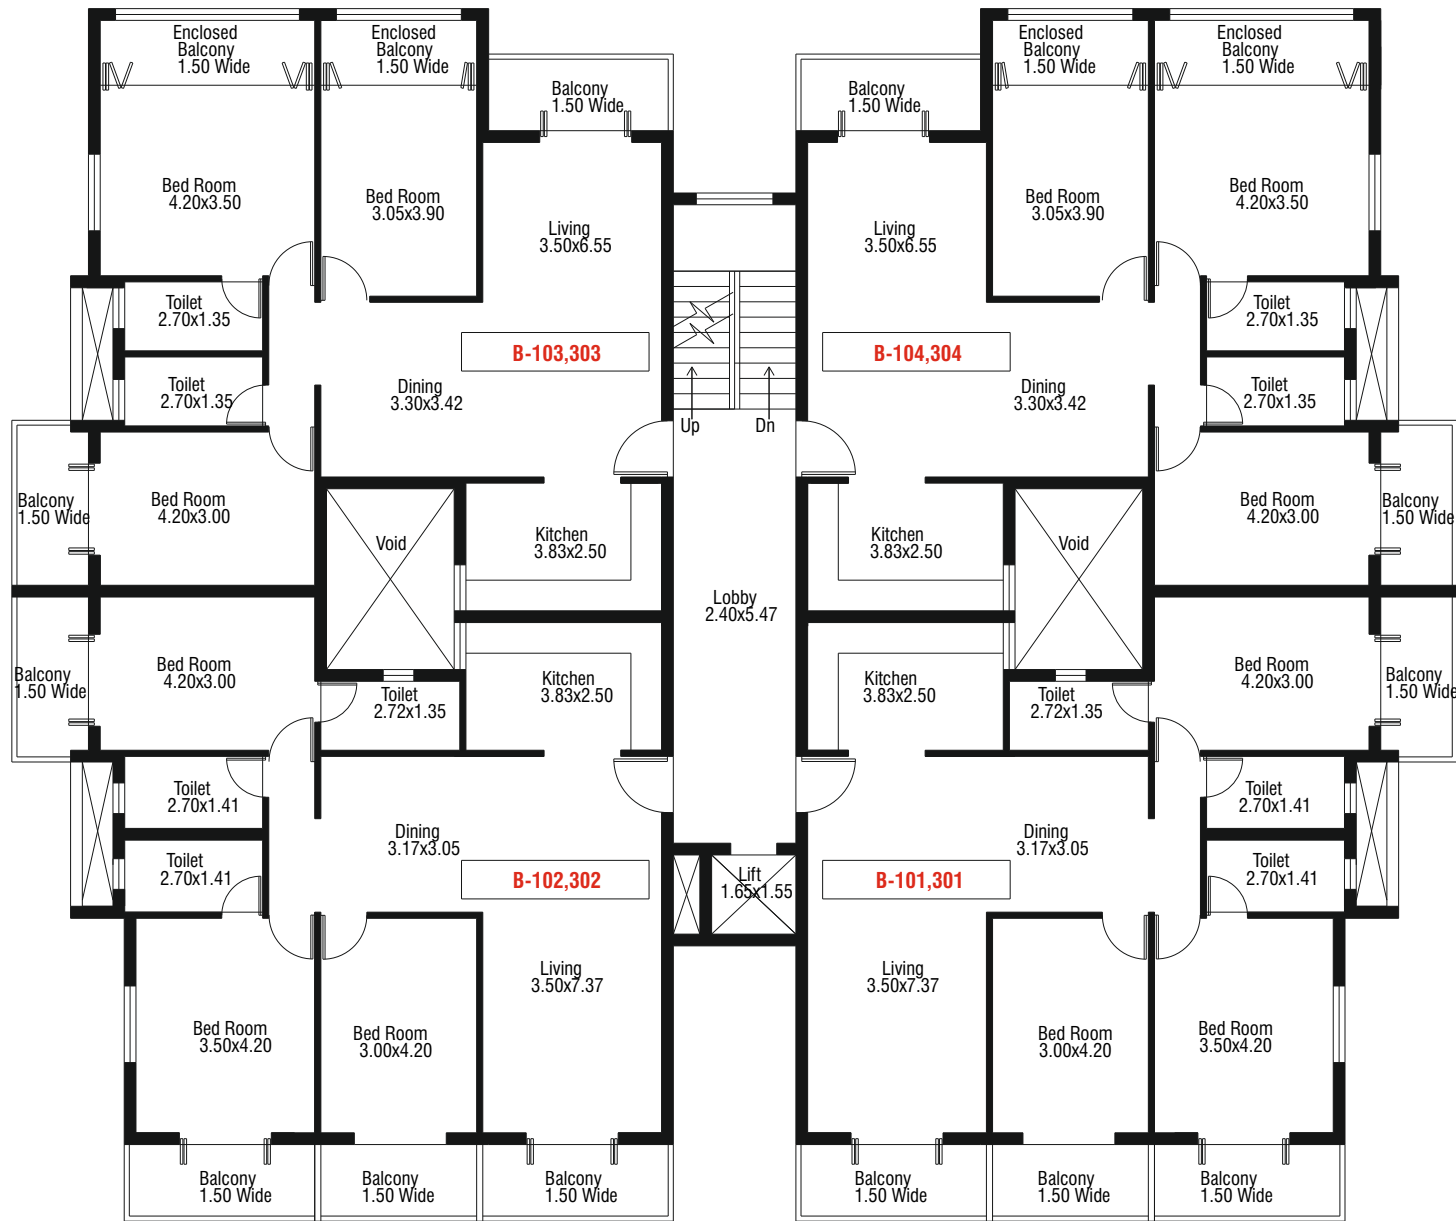 Enclosed
Balcony
1.50 Wide
Enclosed
Balcony
1.50 Wide
Balcony
1.50 Wide
Balcony
1.50 Wide
Enclosed
Balcony
1.50 Wide
Enclosed
Balcony
1.50 Wide
Bed Room
4.20x3.50
Bed Room
3.05x3.90
Living
3.50x6.55
Living
3.50x6.55
Bed Room
3.05x3.90
Bed Room
4.20x3.50
Toilet
2.70x1.35
Toilet
2.70x1.35
B-103,303
B-104,304
Toilet
2.70x1.35
Dining
3.30x3.42
Up
Dn
Dining
3.30x3.42
Toilet
2.70x1.35
Balcony
1.50 Wide
Bed Room
4.20x3.00
Void
Kitchen
3.83x2.50
Kitchen
3.83x2.50
Void
Bed Room
4.20x3.00
Balcony
1.50 Wide
Lobby
2.40x5.47
Balcony
1.50 Wide
Bed Room
4.20x3.00
Toilet
2.72x1.35
Kitchen
3.83x2.50
Kitchen
3.83x2.50
Toilet
2.72x1.35
Bed Room
4.20x3.00
Balcony
1.50 Wide
Toilet
2.70x1.41
Toilet
2.70x1.41
Dining
3.17x3.05
Dining
3.17x3.05
Toilet
2.70x1.41
B-102,302
Lift
1.65x1.55
B-101,301
Toilet
2.70x1.41
Living
3.50x7.37
Living
3.50x7.37
Bed Room
3.50x4.20
Bed Room
3.00x4.20
Bed Room
3.00x4.20
Bed Room
3.50x4.20
Balcony
1.50 Wide
Balcony
1.50 Wide
Balcony
1.50 Wide
Balcony
1.50 Wide
Balcony
1.50 Wide
Balcony
1.50 Wide